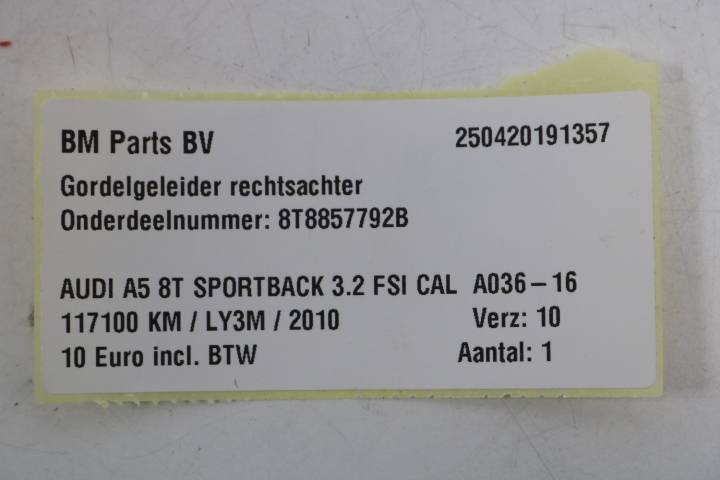 BM Parts BV 250420191357
Gordelgeleider rechtsachter
Onderdeelnummer: 8T8857792B
AUDI A5 8T SPORTBACK 3.2 FSI CAL A036-16
117100 KM / LY3M / 2010 Verz: 10
10 Euro incl. BTW Aantal: 1